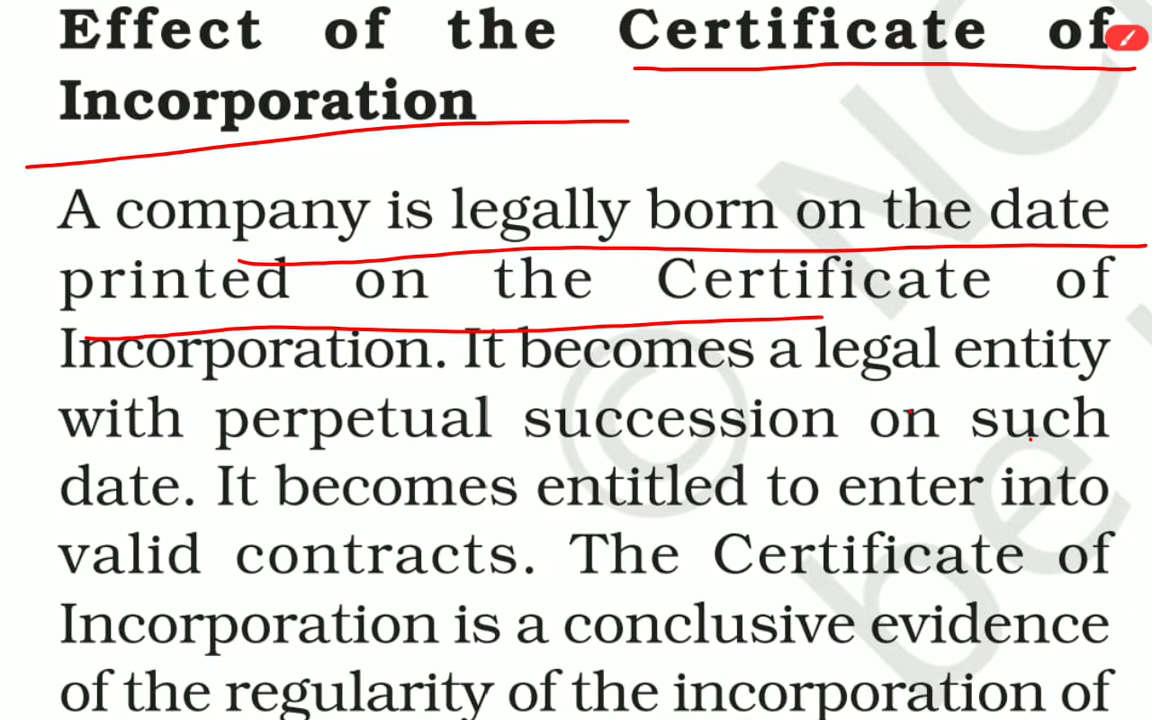 Effect of the Certificate of
Incorporation
A company is legally born on the date
printed on the Certificate of
Incorporation. It becomes a legal entity
with perpetual succession on such
date. It becomes entitled to enter into
valid contracts. The Certificate of
Incorporation is a conclusive evidence
of the regularity of the incorporation of